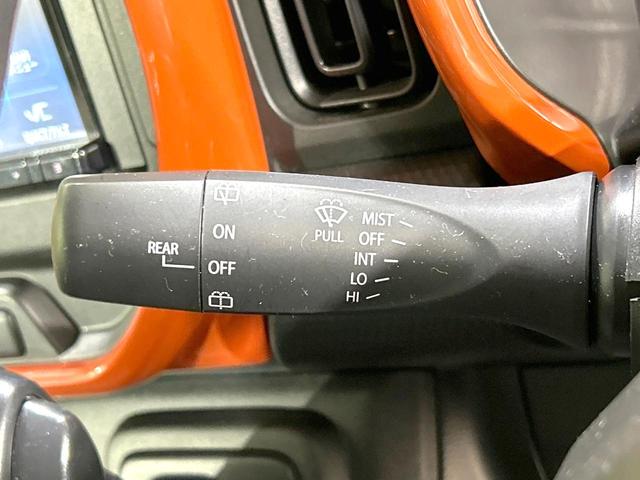 REAR
ON
OFF
PULL
MIST
OFF
INT
LO
HI